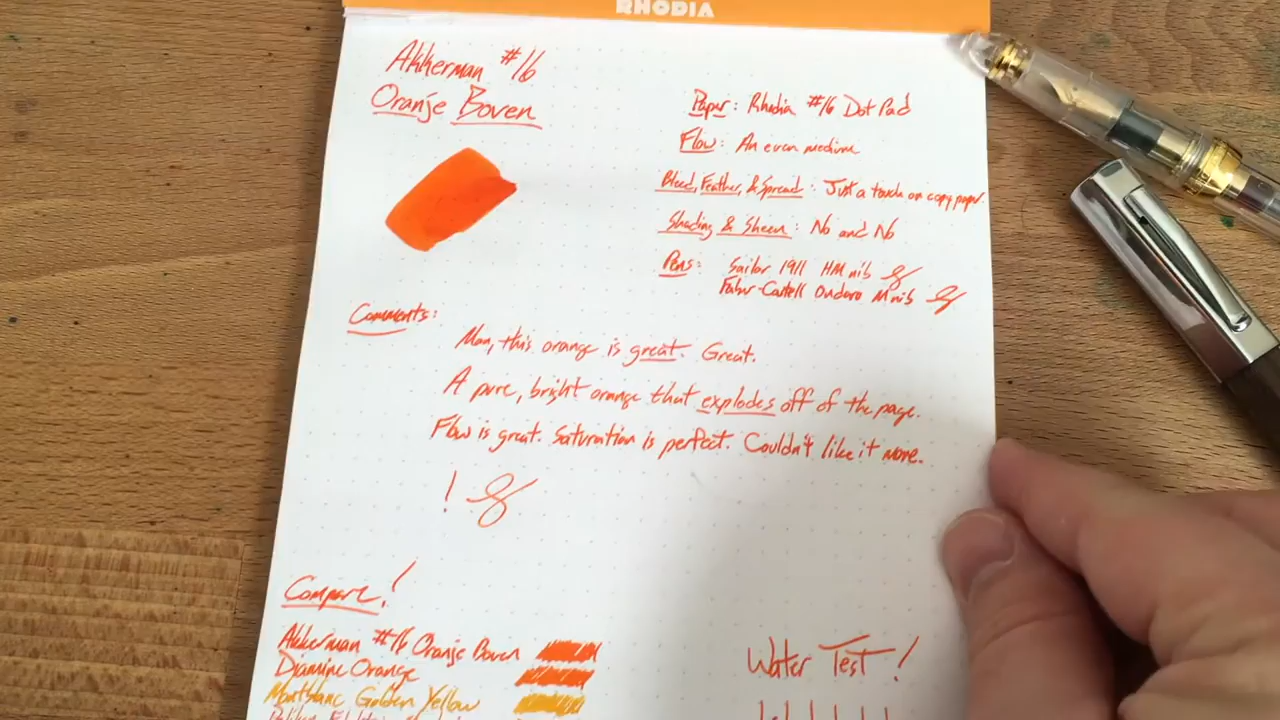 RHODIA
Akkerman #16
Oranje Boven
Paper: Rhodia #16 Dot Pad
Flow: An even medium
Bleed, Feather, & Spread: Just a touch on copy paper.
Shading & Sheen: No and No
Pens: Sailor 1911 HM nib
Faber-Castell Ondoro M nib
Comments:
Man, this orange is great. Great.
A pure, bright orange that explodes off of the page.
Flow is great. Saturation is perfect. Couldn't like it more.
!
Compare!
Akkerman #16 Oranje Boven
Diamine Orange
Montblanc Golden Yellow
Water Test!